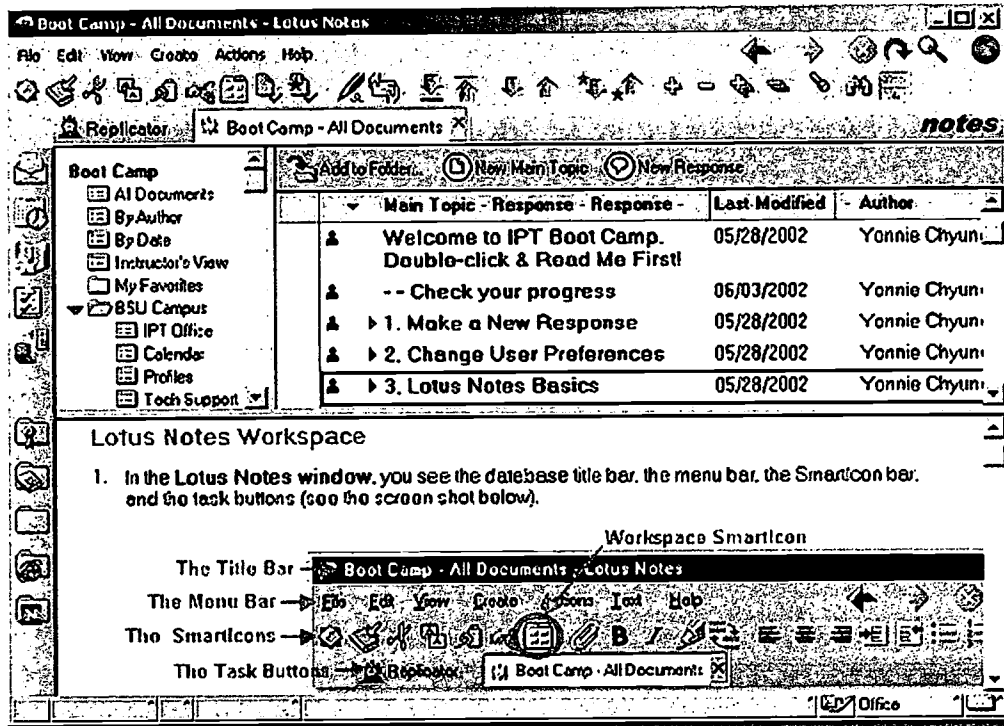 Boot Camp - All Documents - Lotus Notes
File Edit View Create Actions Help
Replicator Boot Camp - All Documents notes
Boot Camp
All Documents
By Author
By Date
Instructor's View
My Favorites
BSU Campus
IPT Office
Calendar
Profiles
Tech Support
Add to Folder... New Main Topic New Response
Main Topic - Response - Response - Last Modified Author
Welcome to IPT Boot Camp. 05/28/2002 Yonnie Chyun
Double-click & Read Me First!
-- Check your progress 06/03/2002 Yonnie Chyun
1. Make a New Response 05/28/2002 Yonnie Chyun
2. Change User Preferences 05/28/2002 Yonnie Chyun
3. Lotus Notes Basics 05/28/2002 Yonnie Chyun
Lotus Notes Workspace
1. In the Lotus Notes window, you see the database title bar, the menu bar, the SmartIcon bar,
and the task buttons (see the screen shot below).
Workspace SmartIcon
The Title Bar Boot Camp - All Documents - Lotus Notes
The Menu Bar File Edit View Create Actions Text Help
The SmartIcons B I
The Task Buttons Replicator Boot Camp - All Documents
Office